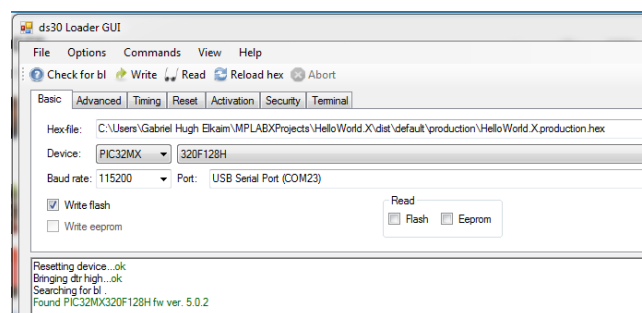 ds30 Loader GUI
File Options Commands View Help
Check for bl Write Read Reload hex Abort
Basic Advanced Timing Reset Activation Security Terminal
Hex-file: C:\Users\Gabriel Hugh Elkaim\MPLABXProjects\HelloWorld.X\dist\default\production\HelloWorld.X.production.hex
Device: PIC32MX 320F128H
Baud rate: 115200 Port: USB Serial Port (COM23)
Write flash
Read
Flash Eeprom
Write eeprom
Resetting device...ok
Bringing dtr high...ok
Searching for bl .
Found PIC32MX320F128H fw ver. 5.0.2